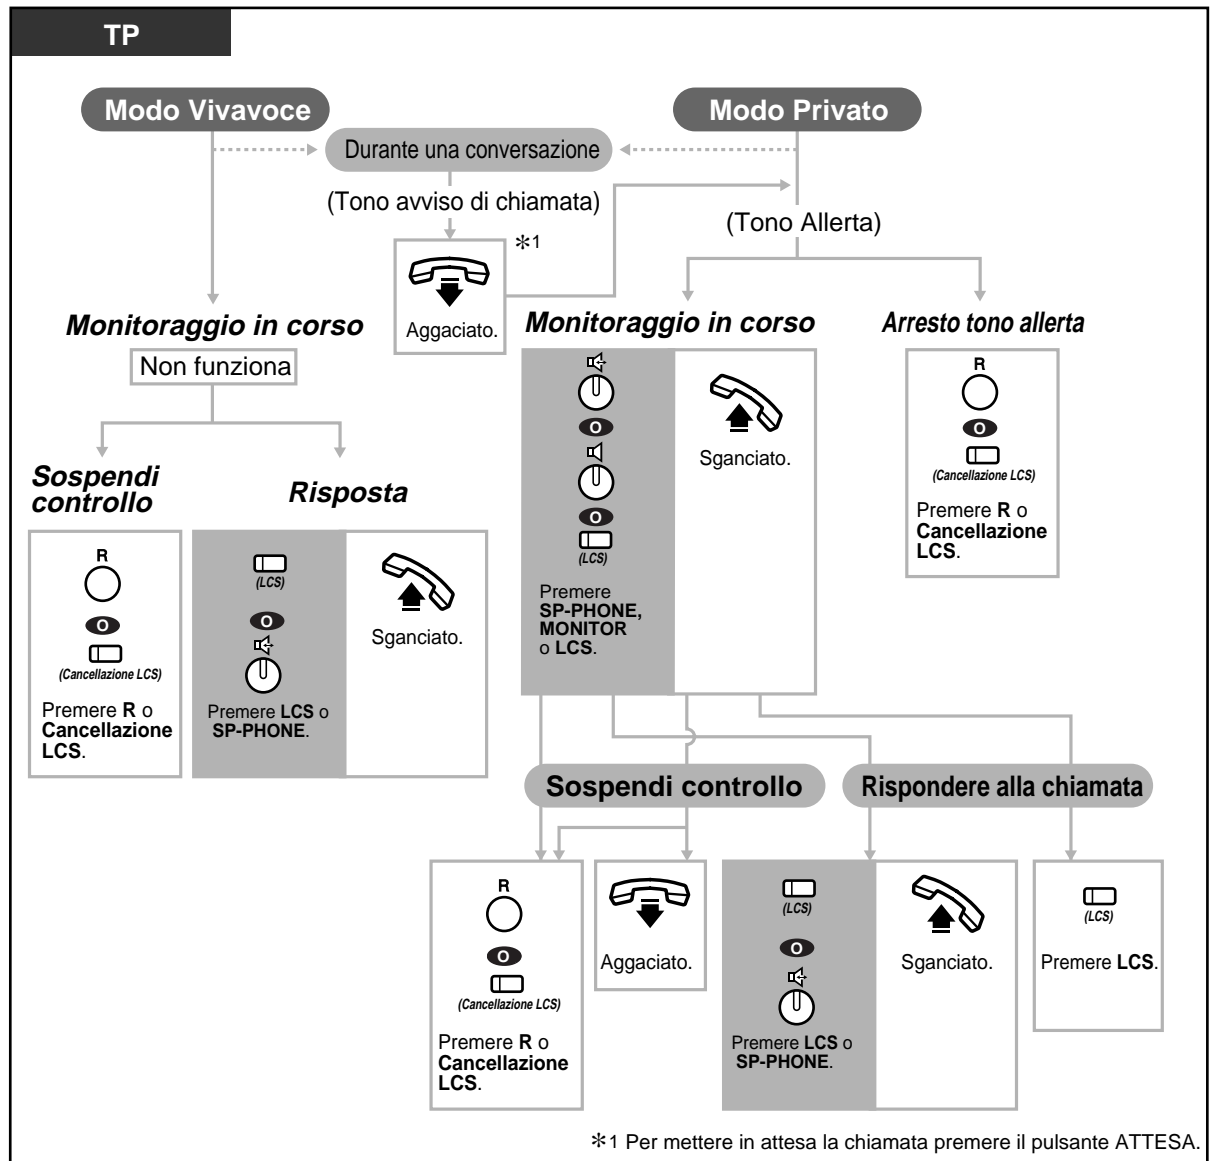 TP
Modo Vivavoce
Modo Privato
Durante una conversazione
(Tono avviso di chiamata)
(Tono Allerta)
✻1
Aggaciato.
Monitoraggio in corso
Non funziona
Monitoraggio in corso
Arresto tono allerta
O
O
(LCS)
Premere
SP-PHONE,
MONITOR
o LCS.
Sganciato.
R
O
(Cancellazione LCS)
Premere R o
Cancellazione
LCS.
Sospendi
controllo
Risposta
R
O
(Cancellazione LCS)
Premere R o
Cancellazione
LCS.
(LCS)
O
Premere LCS o
SP-PHONE.
Sganciato.
Sospendi controllo
Rispondere alla chiamata
R
O
(Cancellazione LCS)
Premere R o
Cancellazione
LCS.
Aggaciato.
(LCS)
O
Premere LCS o
SP-PHONE.
Sganciato.
(LCS)
Premere LCS.
✻1 Per mettere in attesa la chiamata premere il pulsante ATTESA.